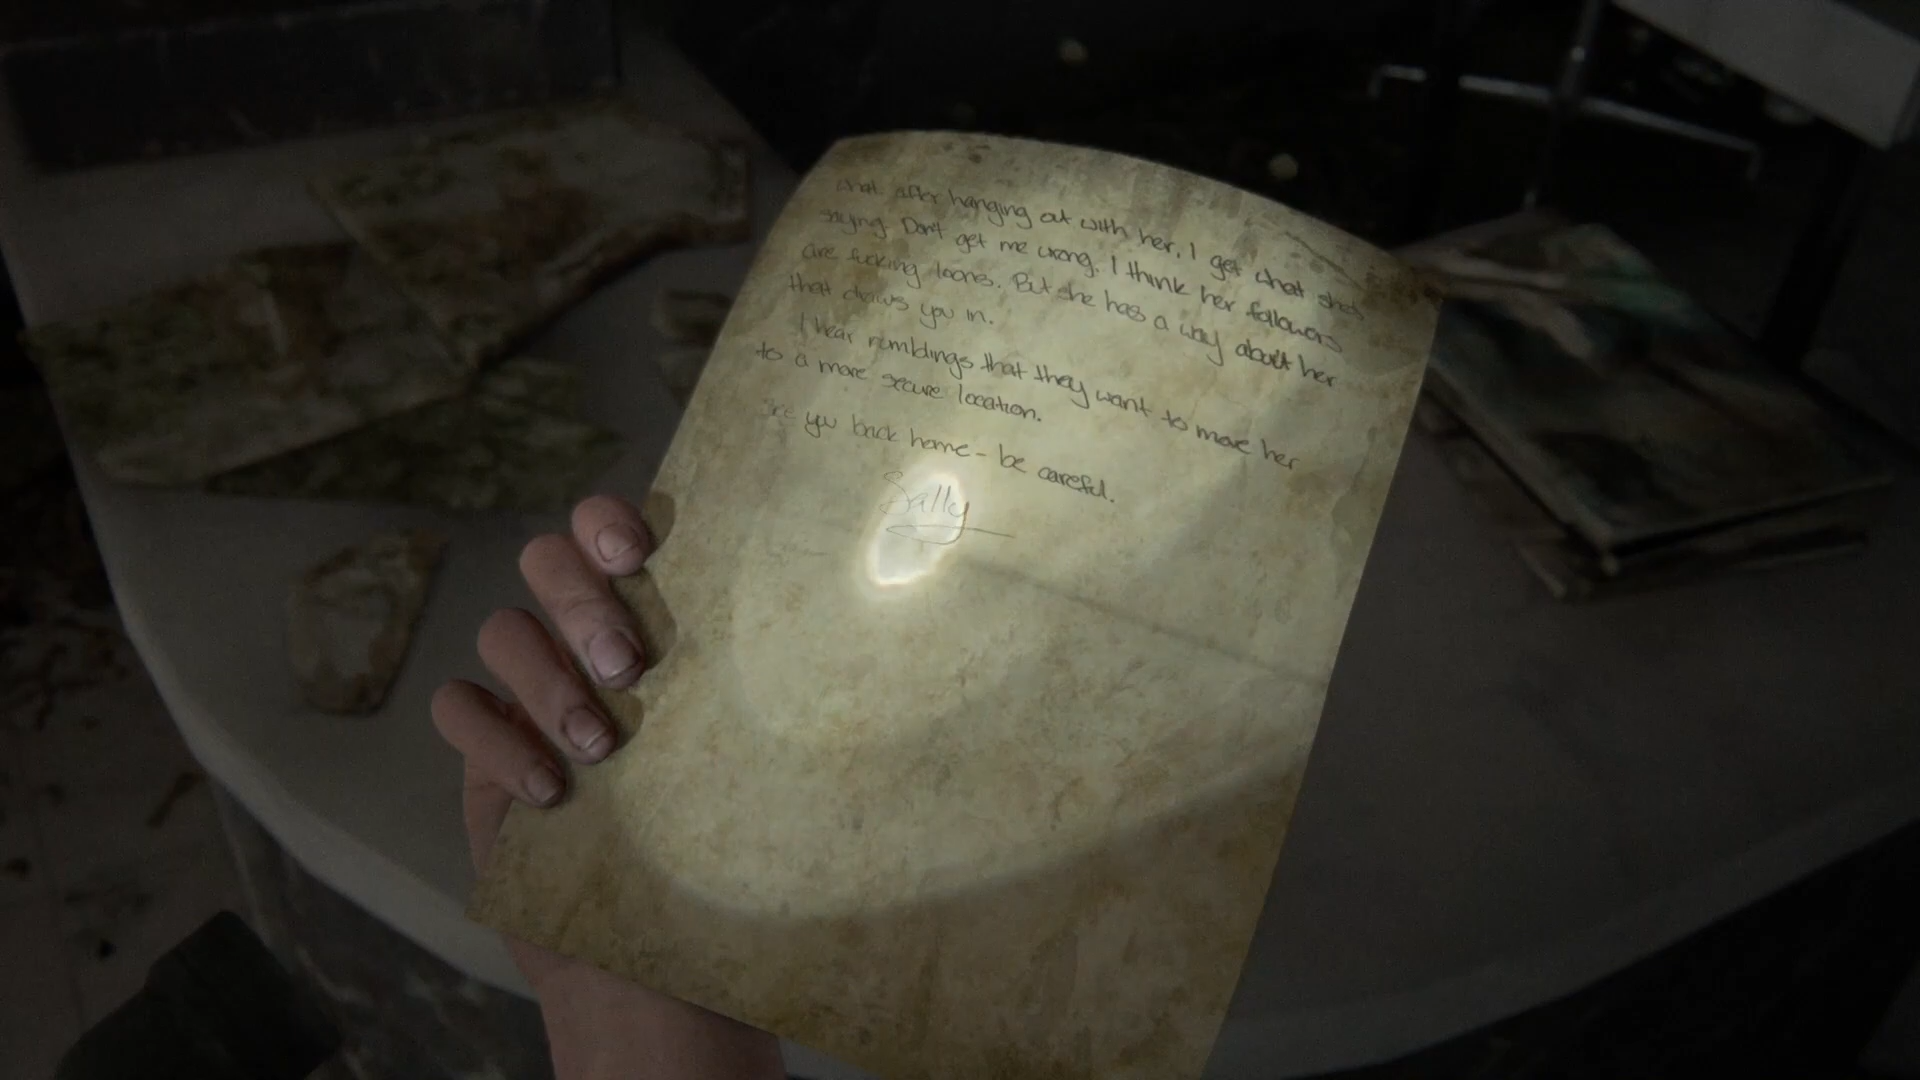 what after hanging out with her, I get what she's
saying. Don't get me wrong. I think her followers
are fucking loons. But she has a way about her
that draws you in.
I hear rumblings that they want to move her
to a more secure location.
See you back home - be careful.
Sally